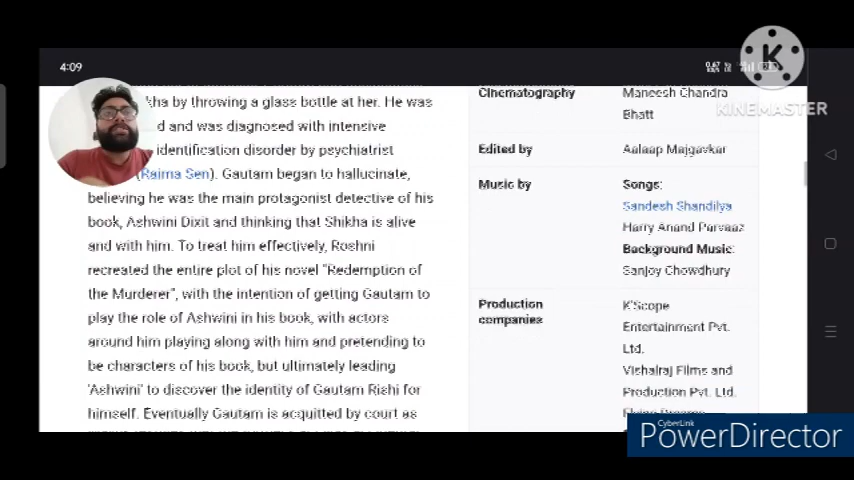 4:09
0.67
K
KINEMASTER
kha by throwing a glass bottle at her. He was
d and was diagnosed with intensive
identification disorder by psychiatrist
(Raima Sen). Gautam began to hallucinate,
believing he was the main protagonist detective of his
book, Ashwini Dixit and thinking that Shikha is alive
and with him. To treat him effectively, Roshni
recreated the entire plot of his novel "Redemption of
the Murderer", with the intention of getting Gautam to
play the role of Ashwini in his book, with actors
around him playing along with him and pretending to
be characters of his book, but ultimately leading
'Ashwini' to discover the identity of Gautam Rishi for
himself. Eventually Gautam is acquitted by court as
Cinematography
Maneesh Chandra
Bhatt
Edited by
Aalaap Majgavkar
Music by
Songs:
Sandesh Shandilya
Harry Anand Parvaaz
Background Music:
Sanjoy Chowdhury
Production
companies
K'Scope
Entertainment Pvt.
Ltd.
Vishalraj Films and
Production Pvt. Ltd.
CyberLink
PowerDirector